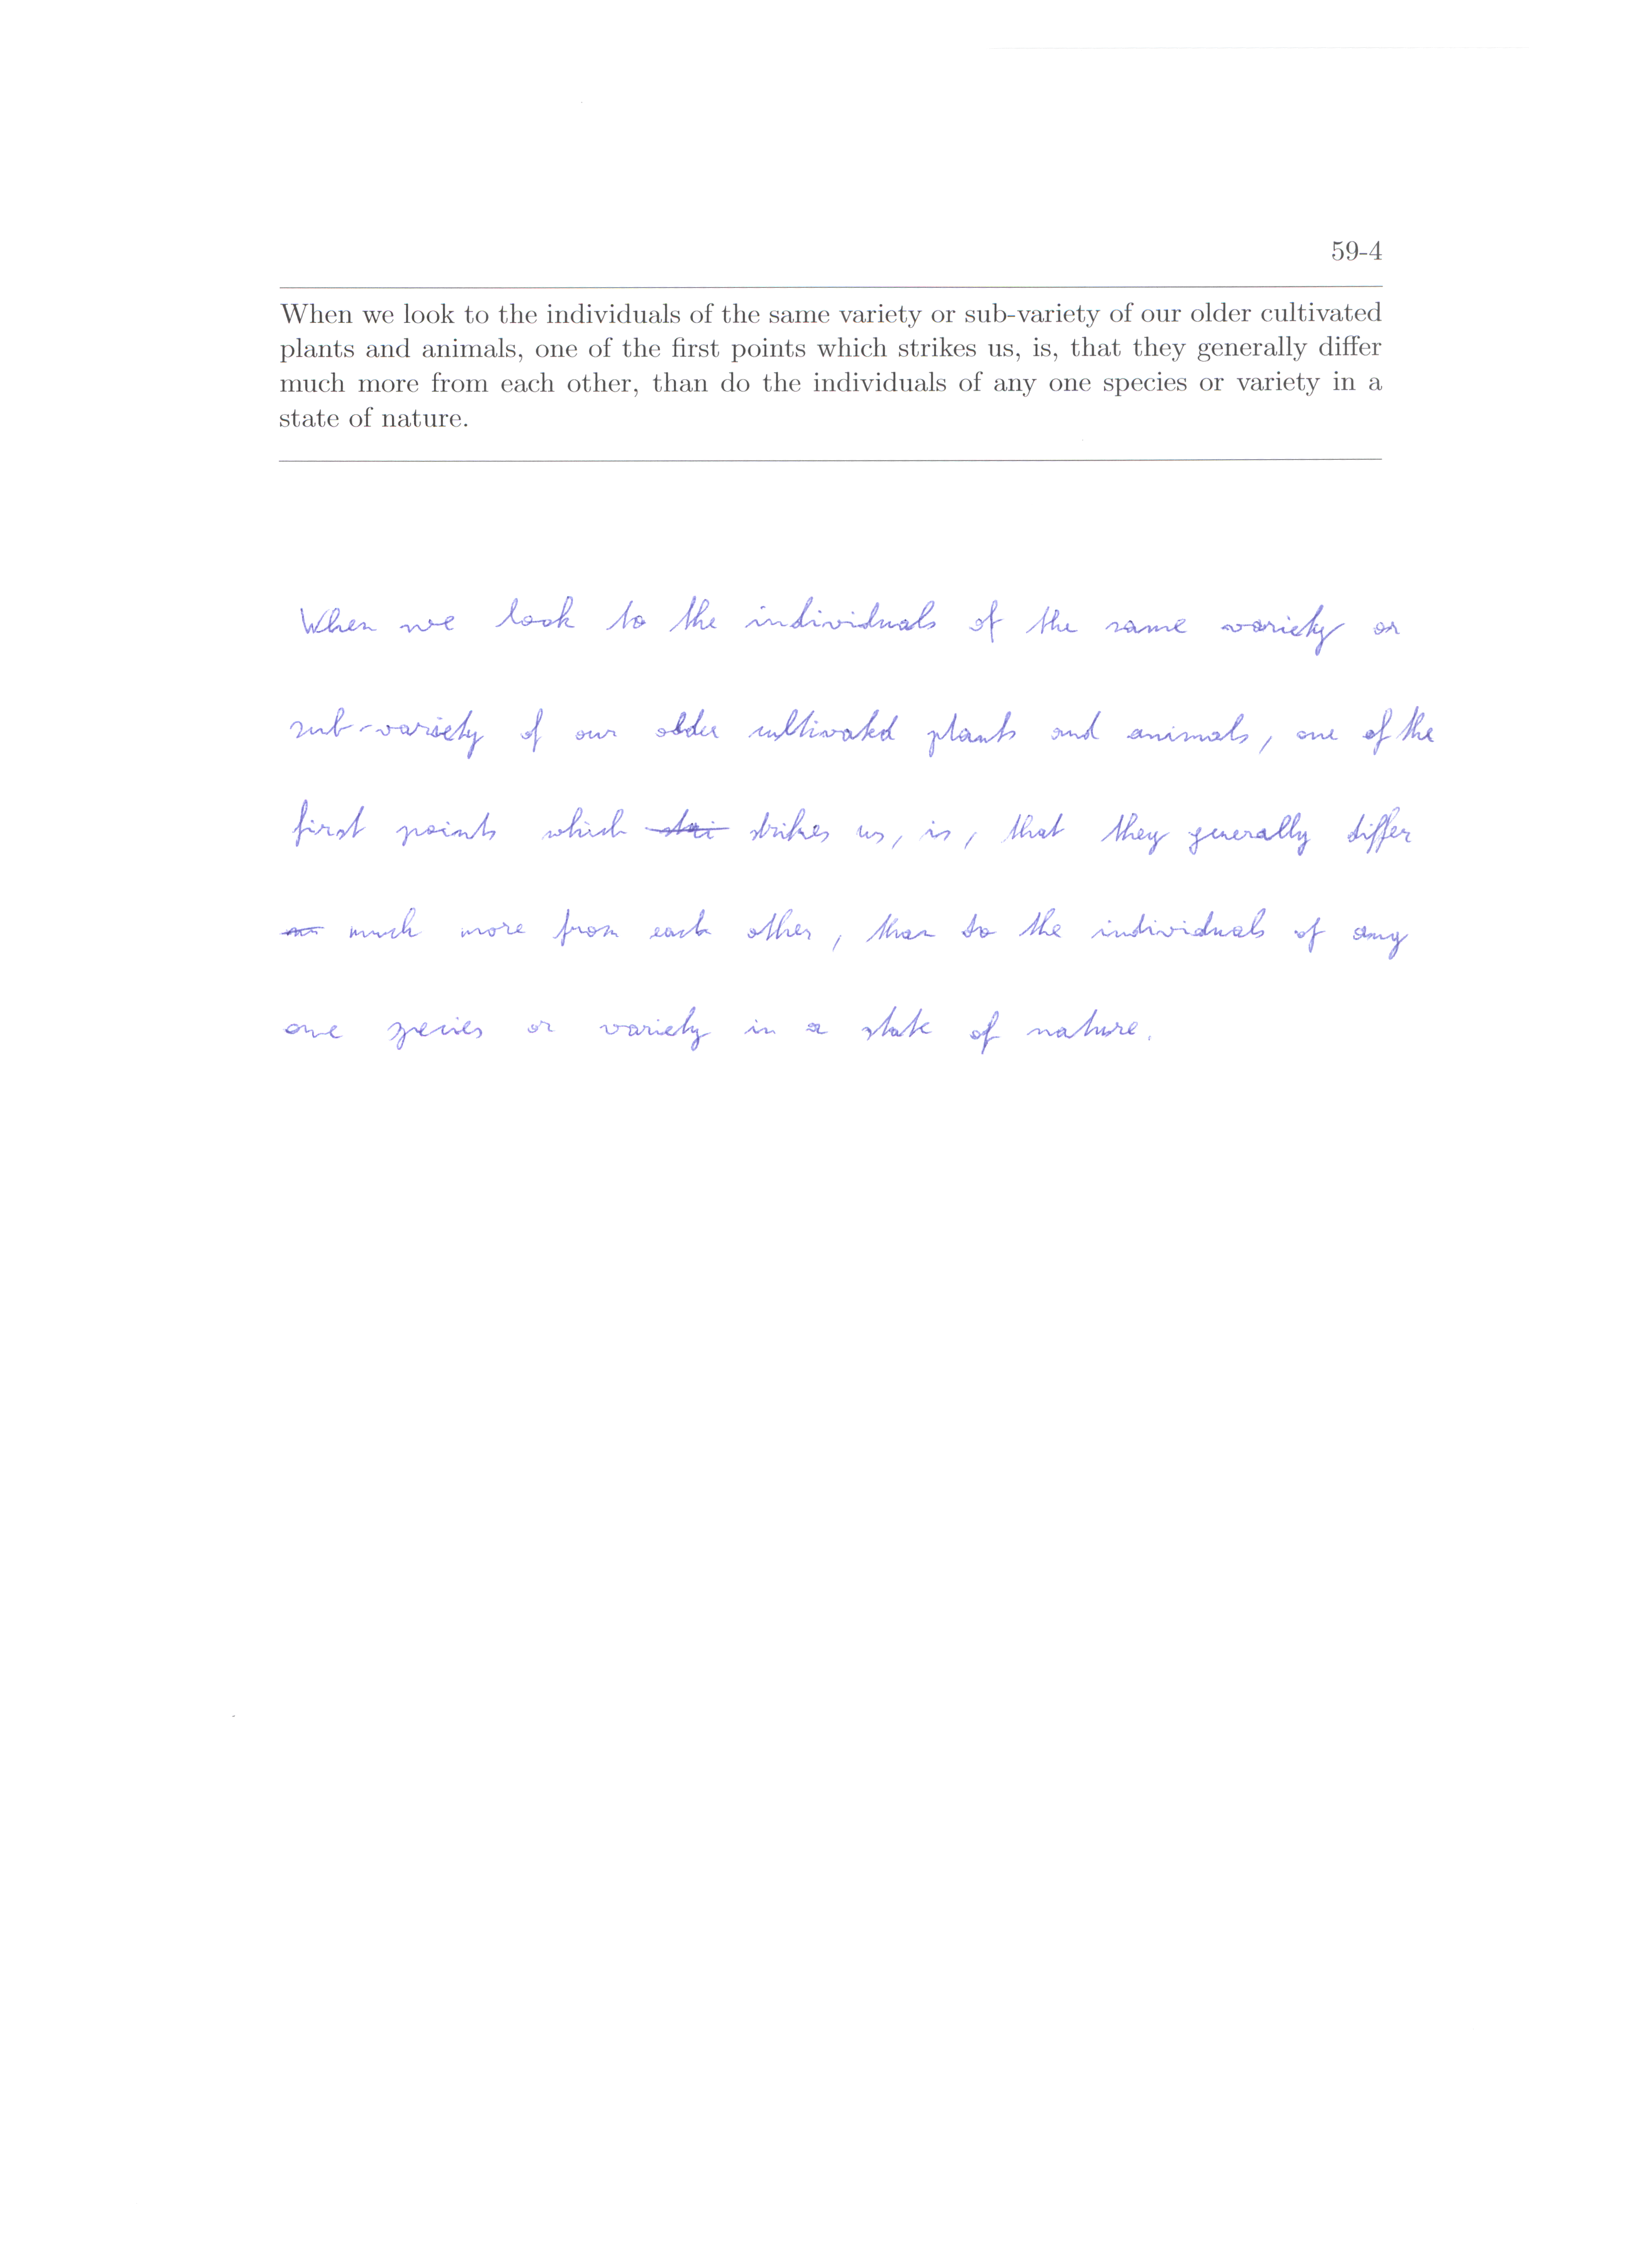 59-4
When we look to the individuals of the same variety or sub-variety of our older cultivated
plants and animals, one of the first points which strikes us, is, that they generally differ
much more from each other, than do the individuals of any one species or variety in a
state of nature.
When we look to the individuals of the same variety or
sub-variety of our older cultivated plants and animals, one of the
first points which strikes us, is, that they generally differ
much more from each other, than do the individuals of any
one species or variety in a state of nature.